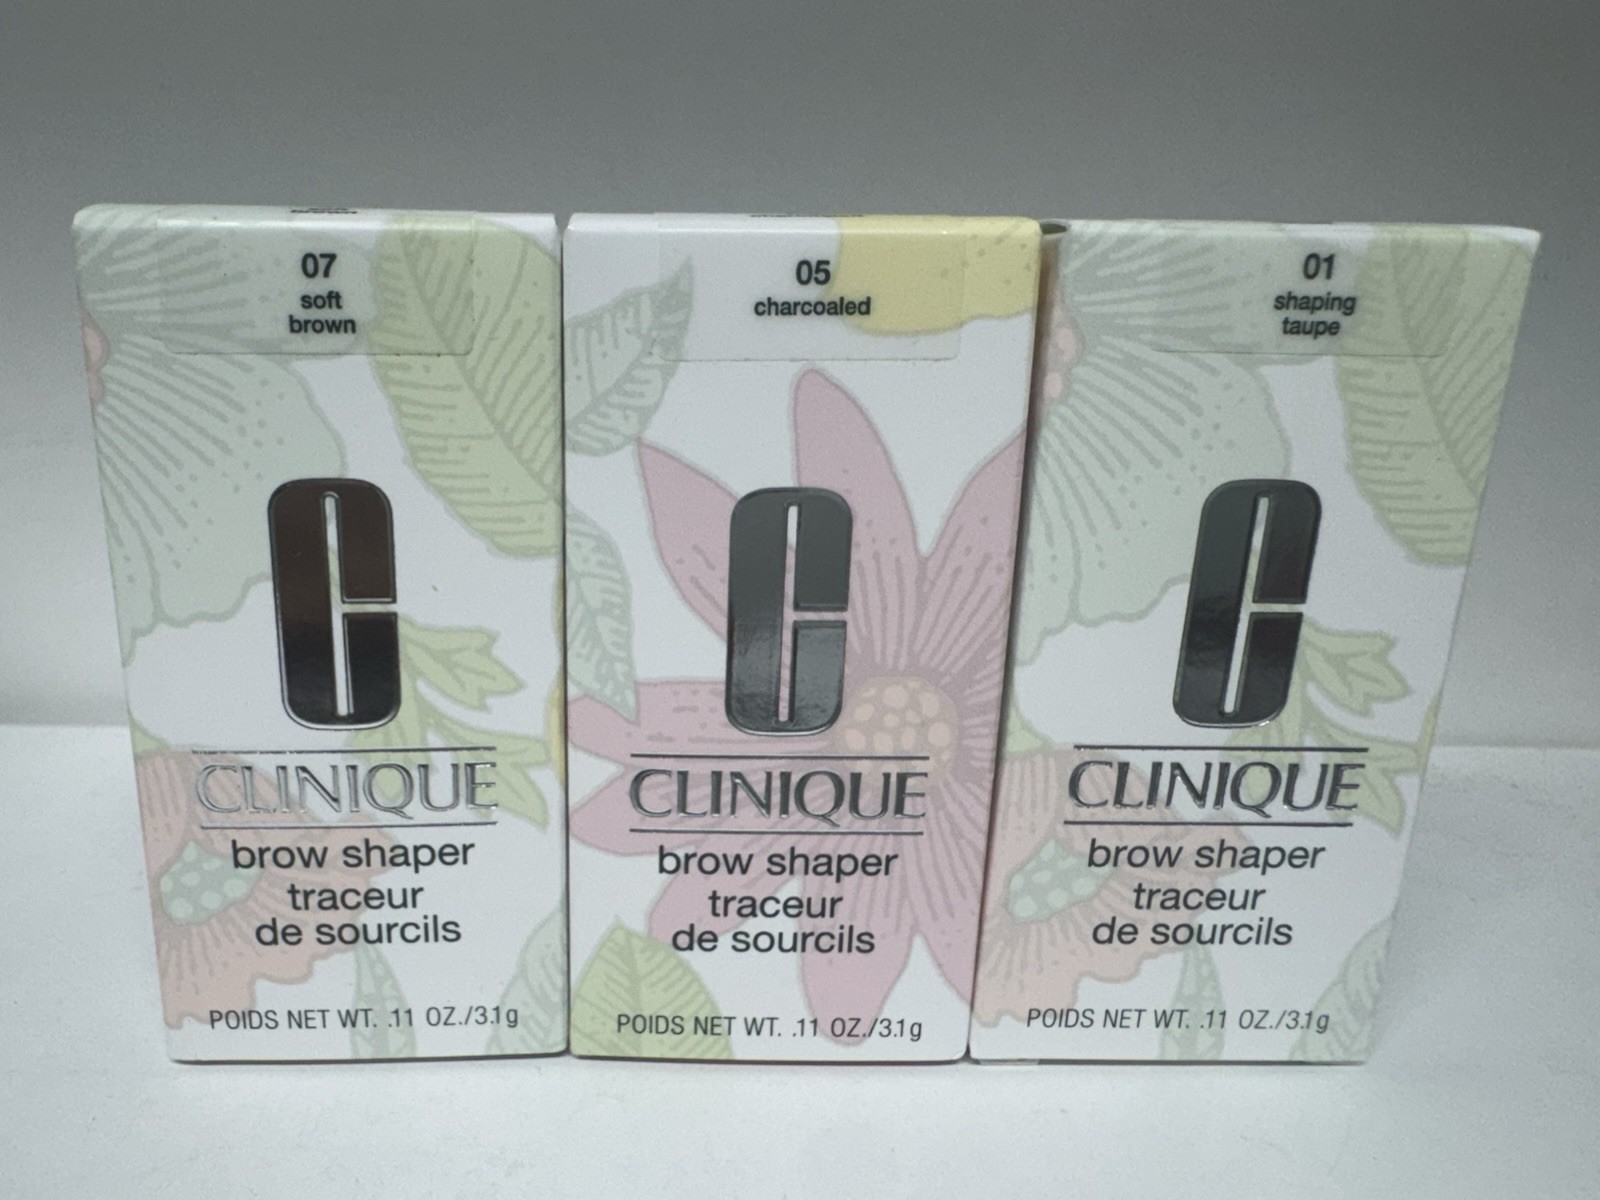 07
soft
brown
C
CLINIQUE
brow shaper
traceur
de sourcils
POIDS NET WT. .11 OZ./3.1g
05
charcoaled
C
CLINIQUE
brow shaper
traceur
de sourcils
POIDS NET WT. .11 OZ./3.1g
01
shaping
taupe
C
CLINIQUE
brow shaper
traceur
de sourcils
POIDS NET WT. .11 OZ./3.1g